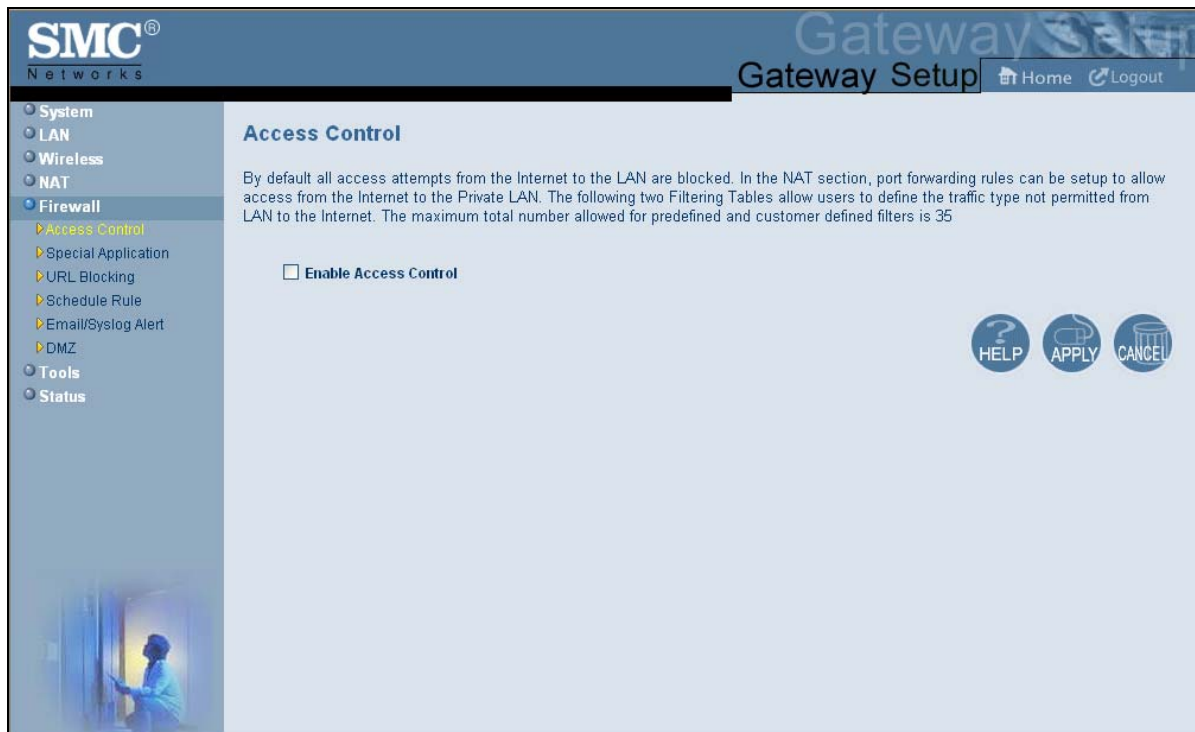 SMC®
Networks
Gateway Setup
Gateway Setup
Home
Logout
System
LAN
Wireless
NAT
Firewall
Access Control
Special Application
URL Blocking
Schedule Rule
Email/Syslog Alert
DMZ
Tools
Status
Access Control
By default all access attempts from the Internet to the LAN are blocked. In the NAT section, port forwarding rules can be setup to allow
access from the Internet to the Private LAN. The following two Filtering Tables allow users to define the traffic type not permitted from
LAN to the Internet. The maximum total number allowed for predefined and customer defined filters is 35
Enable Access Control
HELP
APPLY
CANCEL